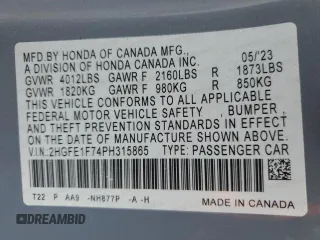 MFD.BY HONDA OF CANADA MFG.,
A DIVISION OF HONDA CANADA INC. 05/'23
GVWR 4012LBS GAWR F 2160LBS R 1873LBS
GVWR 1820KG GAWR F 980KG R 850KG
THIS VEHICLE CONFORMS TO ALL APPLICABLE
FEDERAL MOTOR VEHICLE SAFETY , BUMPER ,
AND THEFT PREVENTION STANDARDS IN EFFECT
ON THE DATE OF MANUFACTURE SHOWN ABOVE.
V.I.N:2HGFE1F74PH315865 TYPE:PASSENGER CAR
T22 P AA9 -NH877P -A -H
MADE IN CANADA
DREAMBID